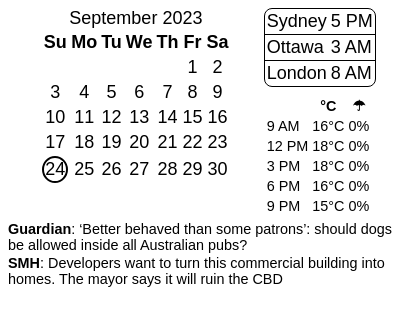 September 2023
Su Mo Tu We Th Fr Sa
1 2
3 4 5 6 7 8 9
10 11 12 13 14 15 16
17 18 19 20 21 22 23
24 25 26 27 28 29 30
Sydney 5 PM
Ottawa 3 AM
London 8 AM
°C ☂
9 AM 16°C 0%
12 PM 18°C 0%
3 PM 18°C 0%
6 PM 16°C 0%
9 PM 15°C 0%
Guardian: ‘Better behaved than some patrons’: should dogs
be allowed inside all Australian pubs?
SMH: Developers want to turn this commercial building into
homes. The mayor says it will ruin the CBD